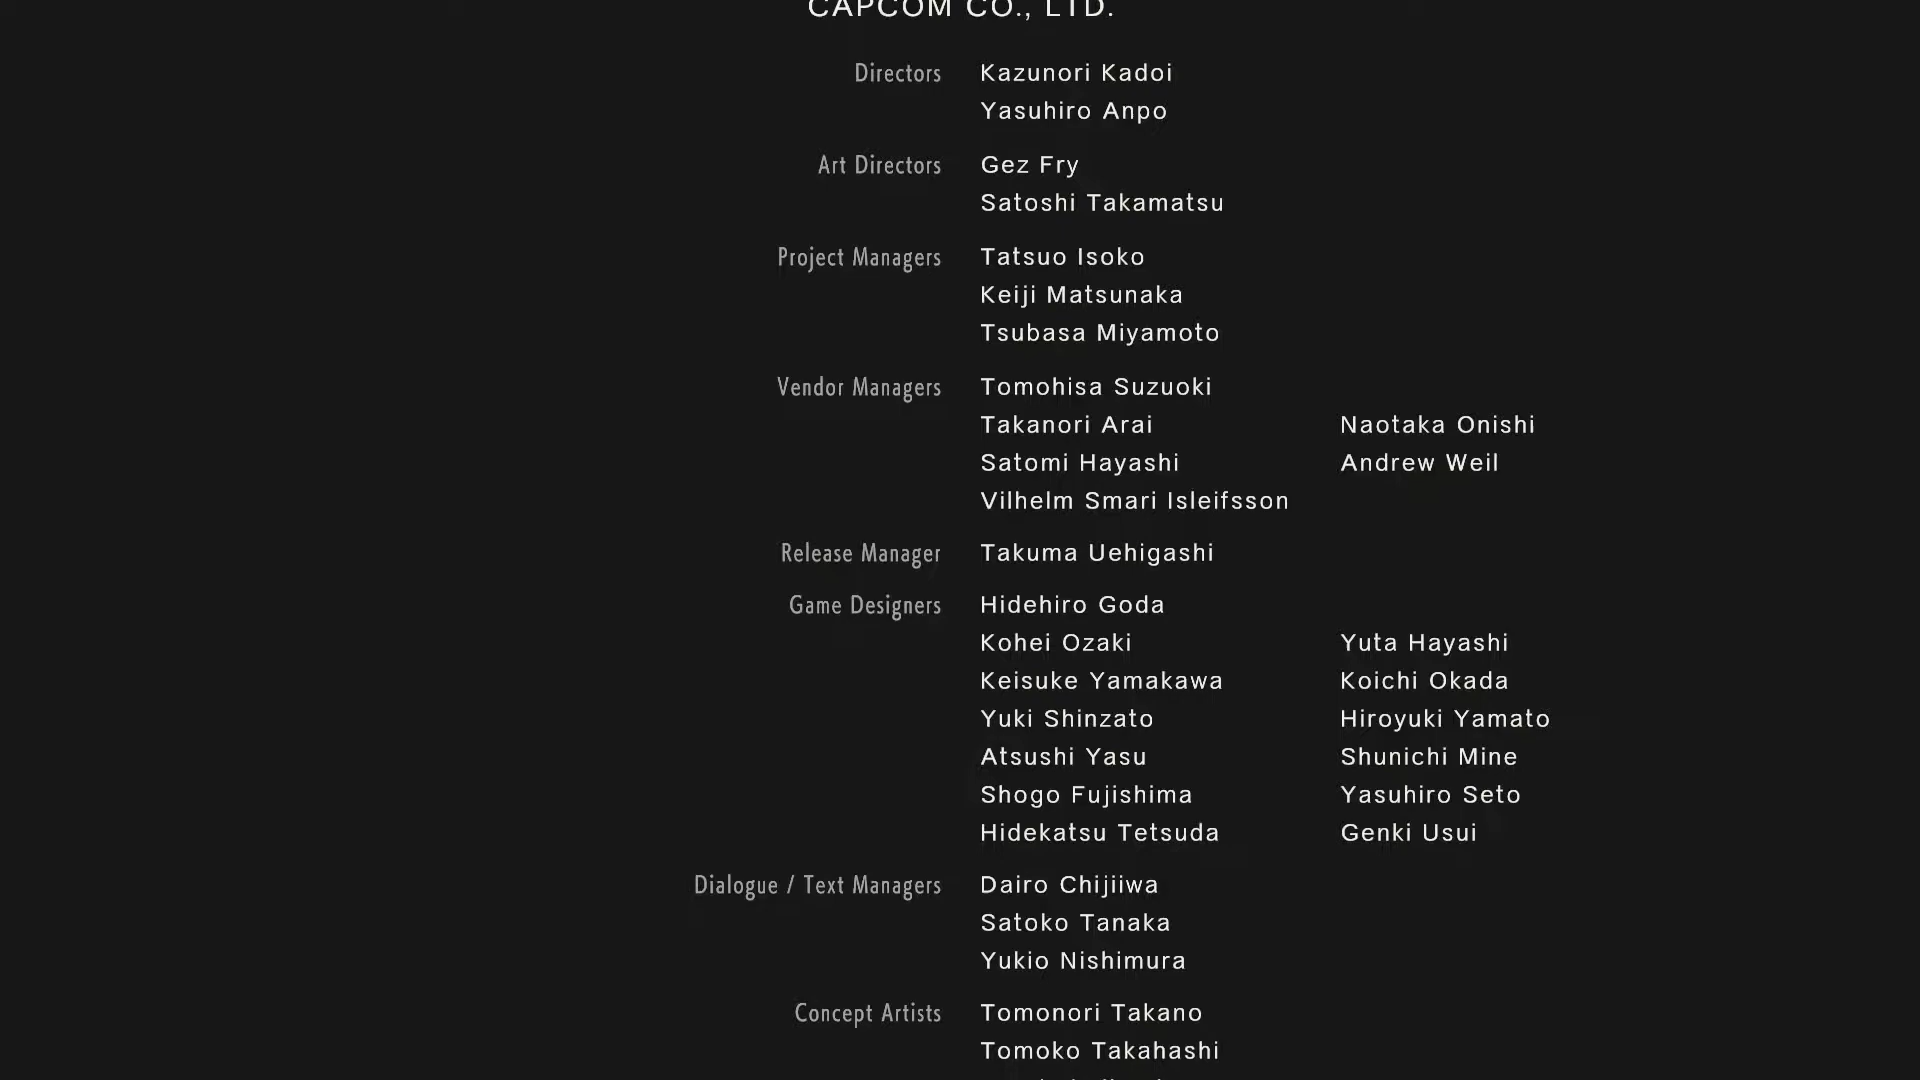 CAPCOM CO., LTD.
Directors Kazunori Kadoi
Yasuhiro Anpo
Art Directors Gez Fry
Satoshi Takamatsu
Project Managers Tatsuo Isoko
Keiji Matsunaka
Tsubasa Miyamoto
Vendor Managers Tomohisa Suzuoki
Takanori Arai Naotaka Onishi
Satomi Hayashi Andrew Weil
Vilhelm Smari Isleifsson
Release Manager Takuma Uehigashi
Game Designers Hidehiro Goda
Kohei Ozaki Yuta Hayashi
Keisuke Yamakawa Koichi Okada
Yuki Shinzato Hiroyuki Yamato
Atsushi Yasu Shunichi Mine
Shogo Fujishima Yasuhiro Seto
Hidekatsu Tetsuda Genki Usui
Dialogue / Text Managers Dairo Chijiiwa
Satoko Tanaka
Yukio Nishimura
Concept Artists Tomonori Takano
Tomoko Takahashi